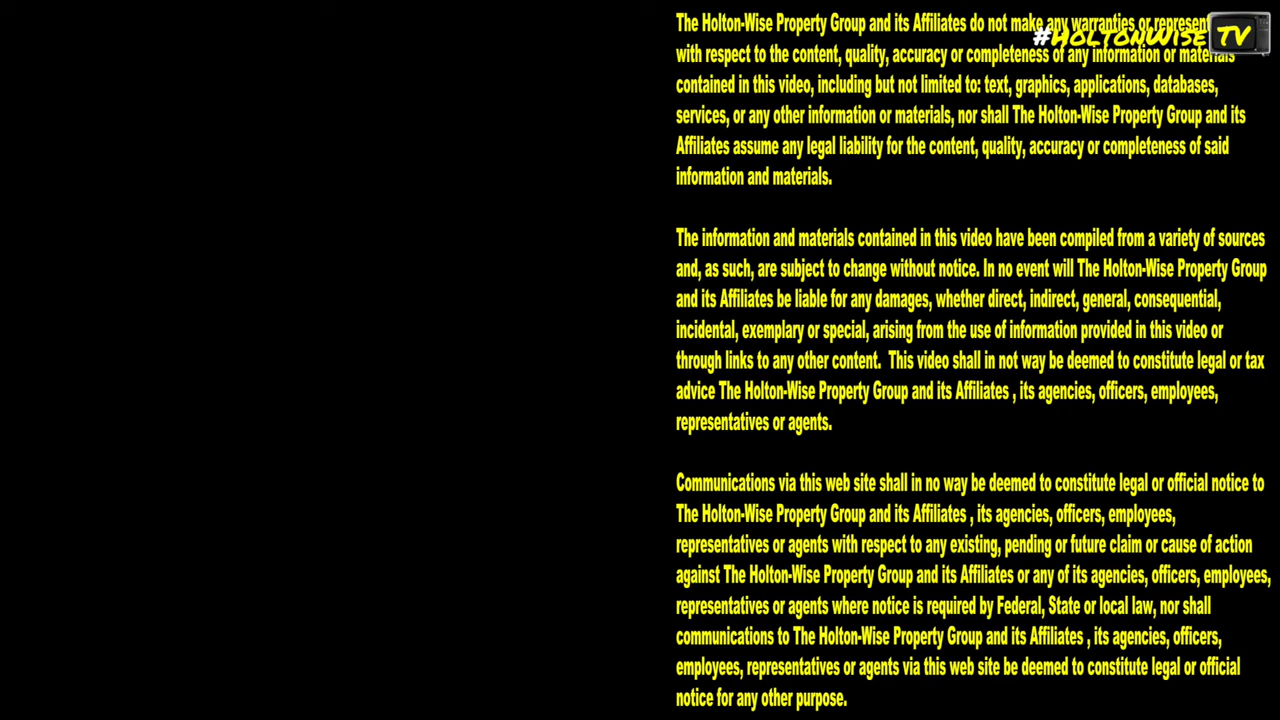 The Holton-Wise Property Group and its Affiliates do not make any warranties or
#HOLTONWISE TV
with respect to the content, quality, accuracy or completeness of any information or materials
contained in this video, including but not limited to: text, graphics, applications, databases,
services, or any other information or materials, nor shall The Holton-Wise Property Group and its
Affiliates assume any legal liability for the content, quality, accuracy or completeness of said
information and materials.
The information and materials contained in this video have been compiled from a variety of sources
and, as such, are subject to change without notice. In no event will The Holton-Wise Property Group
and its Affiliates be liable for any damages, whether direct, indirect, general, consequential,
incidental, exemplary or special, arising from the use of information provided in this video or
through links to any other content.  This video shall in not way be deemed to constitute legal or tax
advice The Holton-Wise Property Group and its Affiliates , its agencies, officers, employees,
representatives or agents.
Communications via this web site shall in no way be deemed to constitute legal or official notice to
The Holton-Wise Property Group and its Affiliates , its agencies, officers, employees,
representatives or agents with respect to any existing, pending or future claim or cause of action
against The Holton-Wise Property Group and its Affiliates or any of its agencies, officers, employees,
representatives or agents where notice is required by Federal, State or local law, nor shall
communications to The Holton-Wise Property Group and its Affiliates , its agencies, officers,
employees, representatives or agents via this web site be deemed to constitute legal or official
notice for any other purpose.